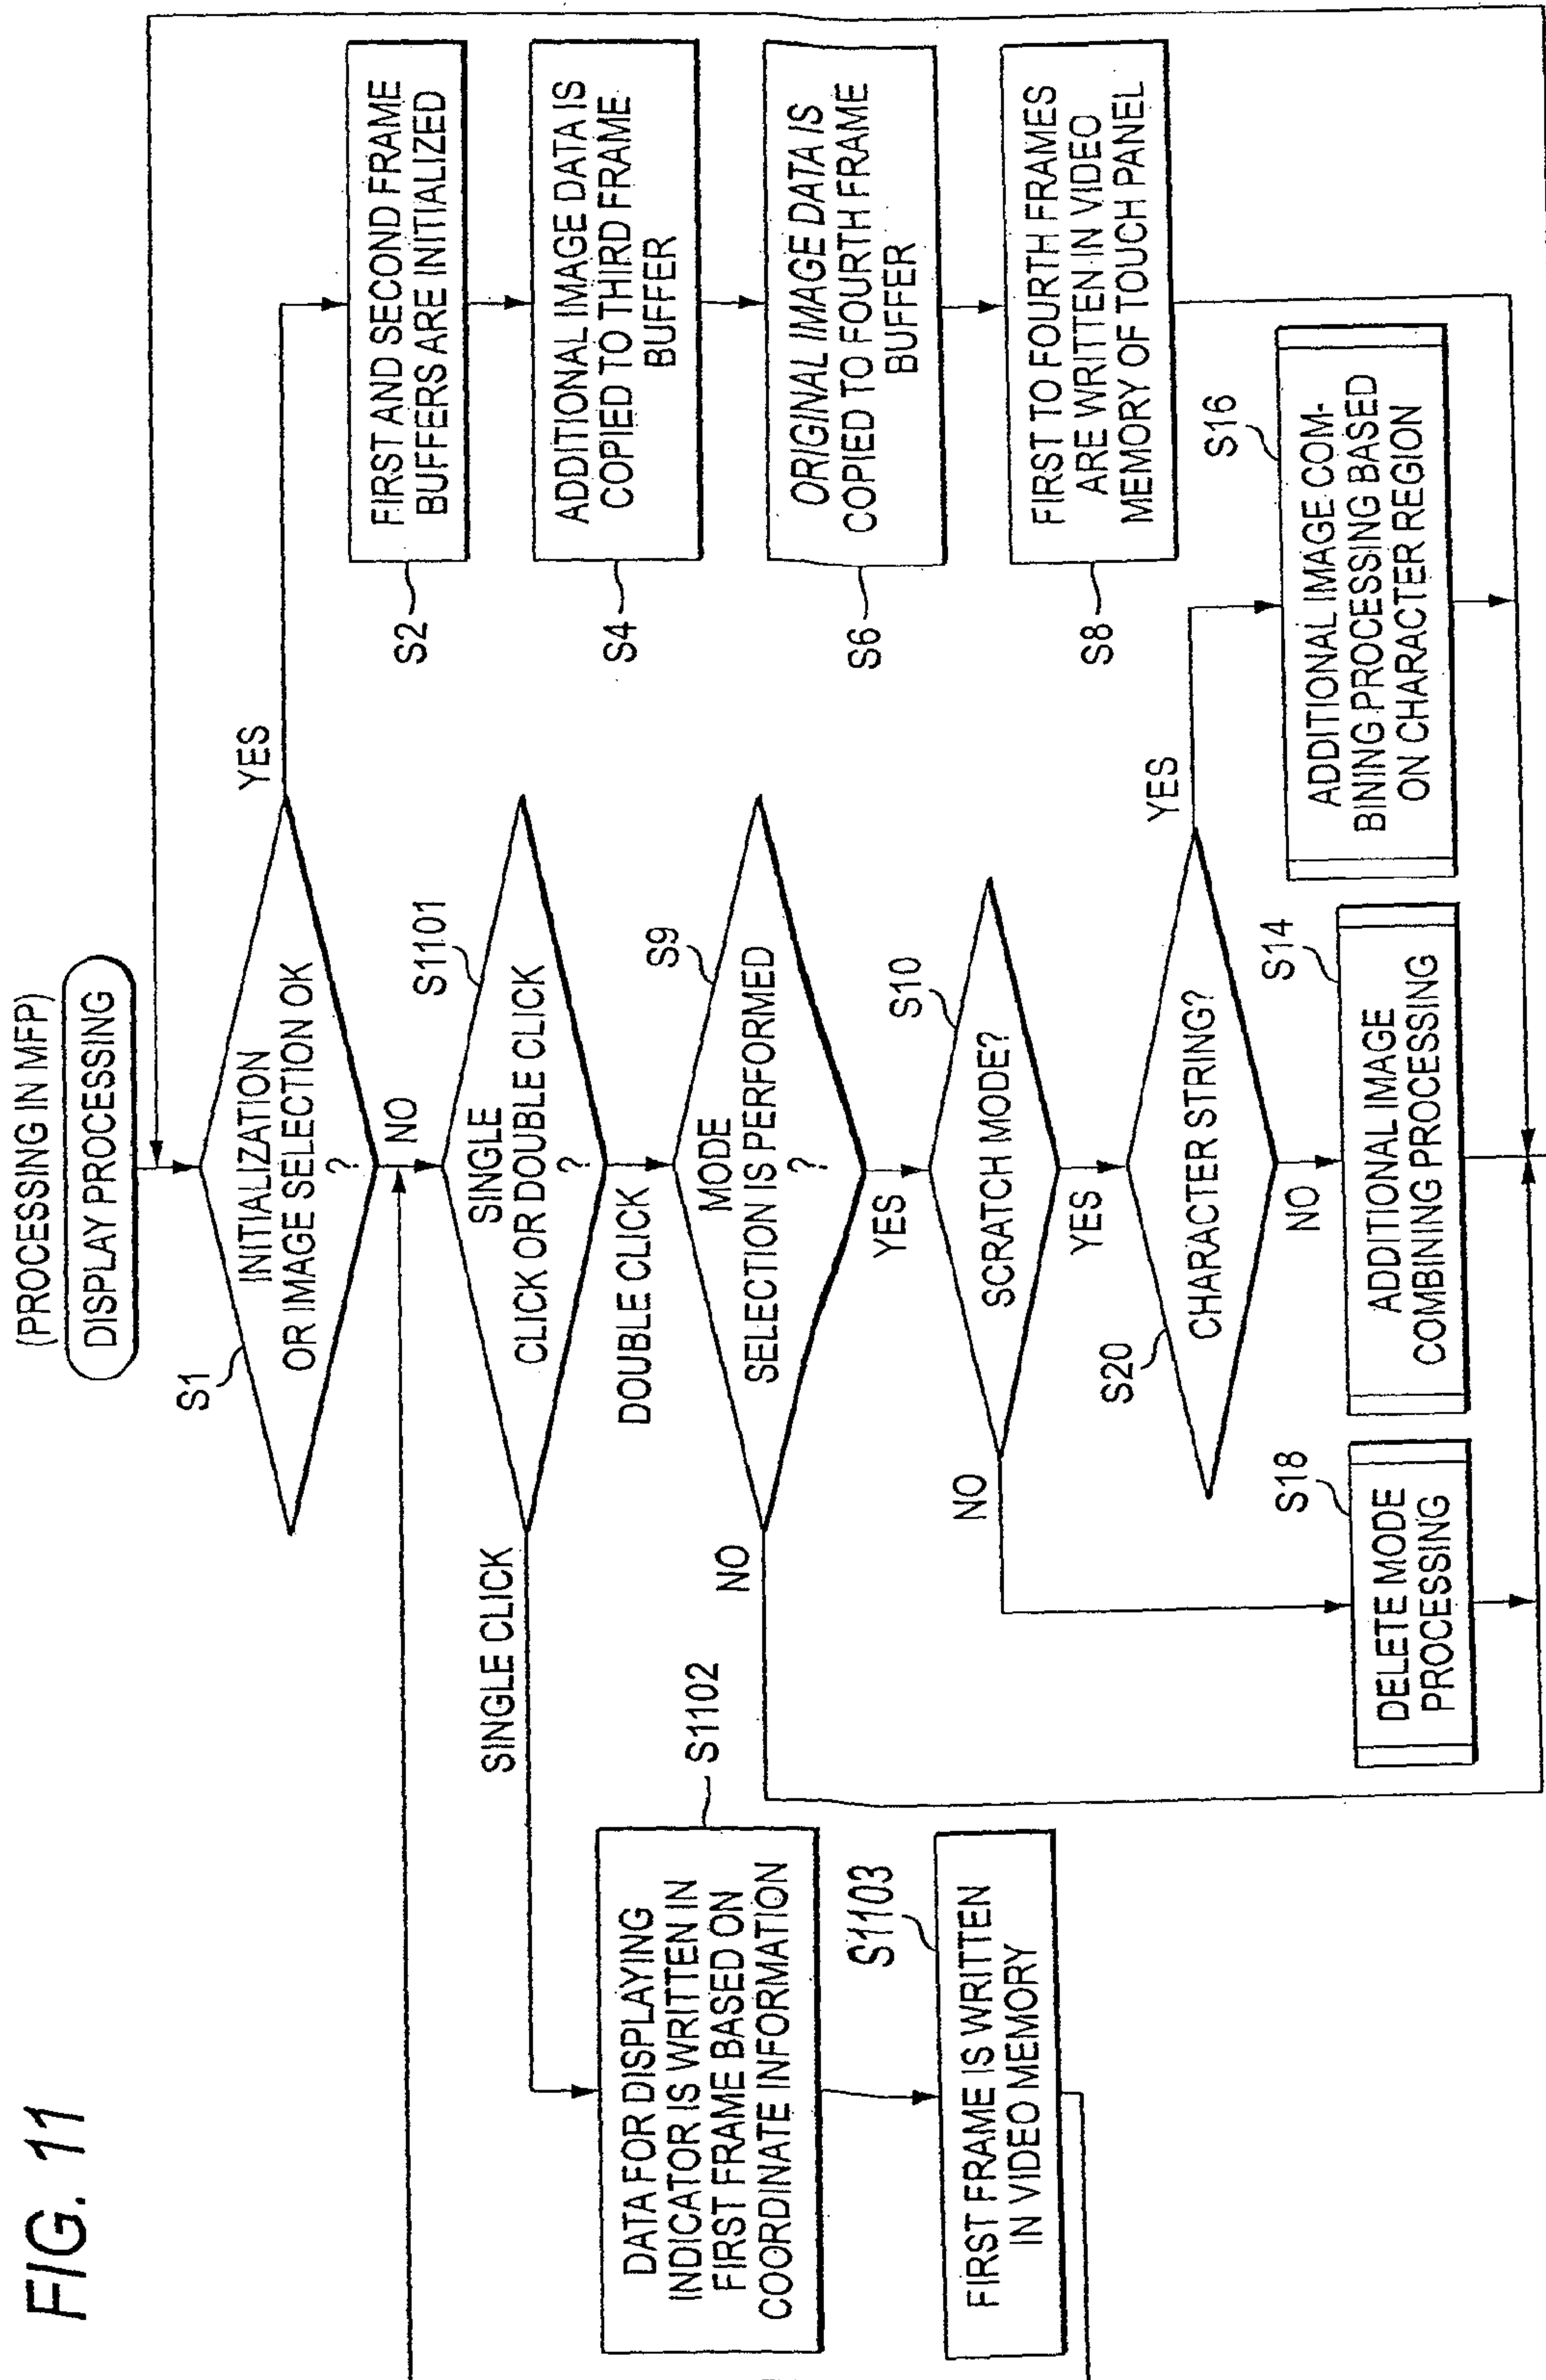 FIG. 11
(PROCESSING IN MFP)
DISPLAY PROCESSING
S1
INITIALIZATION
OR IMAGE SELECTION OK
?
YES
NO
S2
FIRST AND SECOND FRAME
BUFFERS ARE INITIALIZED
S4
ADDITIONAL IMAGE DATA IS
COPIED TO THIRD FRAME
BUFFER
S6
ORIGINAL IMAGE DATA IS
COPIED TO FOURTH FRAME
BUFFER
S8
FIRST TO FOURTH FRAMES
ARE WRITTEN IN VIDEO
MEMORY OF TOUCH PANEL
S1101
SINGLE
CLICK OR DOUBLE CLICK
?
SINGLE CLICK
DOUBLE CLICK
S1102
DATA FOR DISPLAYING
INDICATOR IS WRITTEN IN
FIRST FRAME BASED ON
COORDINATE INFORMATION
S1103
FIRST FRAME IS WRITTEN
IN VIDEO MEMORY
S9
MODE
SELECTION IS PERFORMED
?
NO
YES
S10
SCRATCH MODE?
NO
YES
S20
CHARACTER STRING?
YES
NO
S18
DELETE MODE
PROCESSING
S14
ADDITIONAL IMAGE
COMBINING PROCESSING
S16
ADDITIONAL IMAGE COM-
BINING PROCESSING BASED
ON CHARACTER REGION